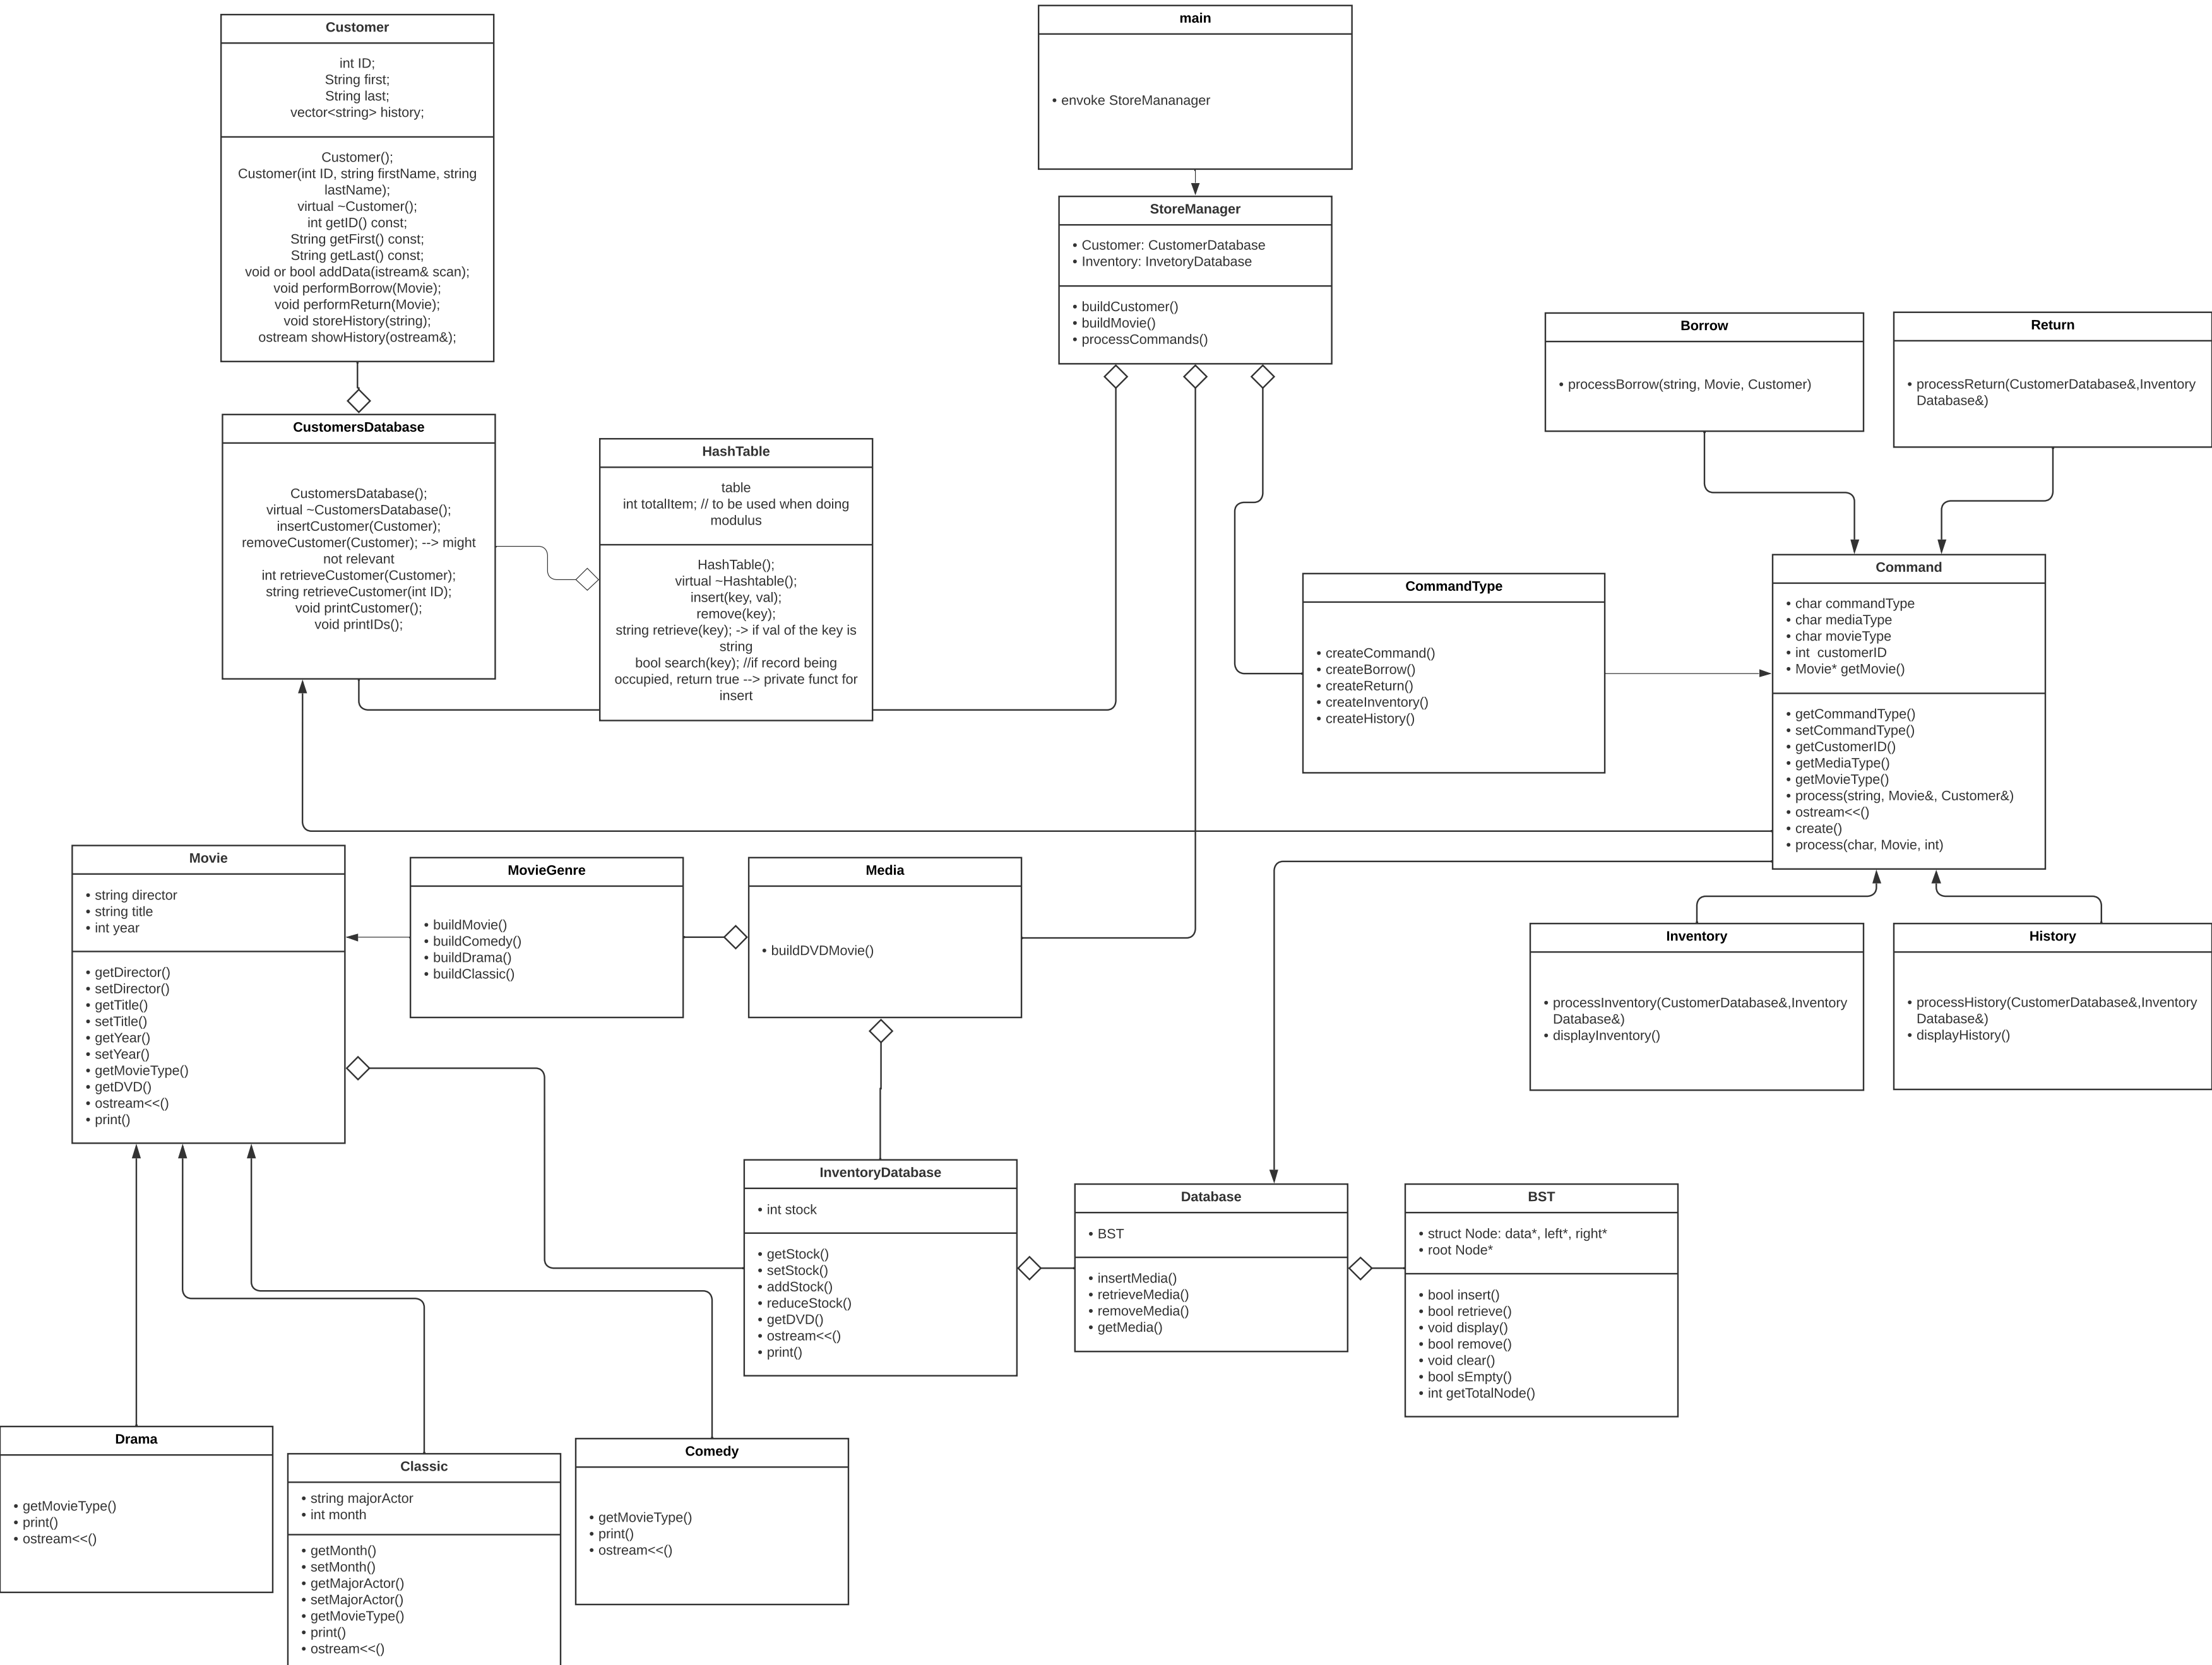 Customer
int ID;
String first;
String last;
vector<string> history;
Customer();
Customer(int ID, string firstName, string
lastName);
virtual ~Customer();
int getID() const;
String getFirst() const;
String getLast() const;
void or bool addData(istream& scan);
void performBorrow(Movie);
void performReturn(Movie);
void storeHistory(string);
ostream showHistory(ostream&);
main
• envoke StoreMananager
StoreManager
• Customer: CustomerDatabase
• Inventory: InvetoryDatabase
• buildCustomer()
• buildMovie()
• processCommands()
Borrow
• processBorrow(string, Movie, Customer)
Return
• processReturn(CustomerDatabase&,Inventory
Database&)
CustomersDatabase
CustomersDatabase();
virtual ~CustomersDatabase();
insertCustomer(Customer);
removeCustomer(Customer); --> might
not relevant
int retrieveCustomer(Customer);
string retrieveCustomer(int ID);
void printCustomer();
void printIDs();
HashTable
table
int totalItem; // to be used when doing
modulus
HashTable();
virtual ~Hashtable();
insert(key, val);
remove(key);
string retrieve(key); -> if val of the key is
string
bool search(key); //if record being
occupied, return true --> private funct for
insert
CommandType
• createCommand()
• createBorrow()
• createReturn()
• createInventory()
• createHistory()
Command
• char commandType
• char mediaType
• char movieType
• int  customerID
• Movie* getMovie()
• getCommandType()
• setCommandType()
• getCustomerID()
• getMediaType()
• getMovieType()
• process(string, Movie&, Customer&)
• ostream<<()
• create()
• process(char, Movie, int)
Movie
• string director
• string title
• int year
• getDirector()
• setDirector()
• getTitle()
• setTitle()
• getYear()
• setYear()
• getMovieType()
• getDVD()
• ostream<<()
• print()
MovieGenre
• buildMovie()
• buildComedy()
• buildDrama()
• buildClassic()
Media
• buildDVDMovie()
Inventory
• processInventory(CustomerDatabase&,Inventory
Database&)
• displayInventory()
History
• processHistory(CustomerDatabase&,Inventory
Database&)
• displayHistory()
InventoryDatabase
• int stock
• getStock()
• setStock()
• addStock()
• reduceStock()
• getDVD()
• ostream<<()
• print()
Database
• BST
• insertMedia()
• retrieveMedia()
• removeMedia()
• getMedia()
BST
• struct Node: data*, left*, right*
• root Node*
• bool insert()
• bool retrieve()
• void display()
• bool remove()
• void clear()
• bool sEmpty()
• int getTotalNode()
Drama
• getMovieType()
• print()
• ostream<<()
Classic
• string majorActor
• int month
• getMonth()
• setMonth()
• getMajorActor()
• setMajorActor()
• getMovieType()
• print()
• ostream<<()
Comedy
• getMovieType()
• print()
• ostream<<()